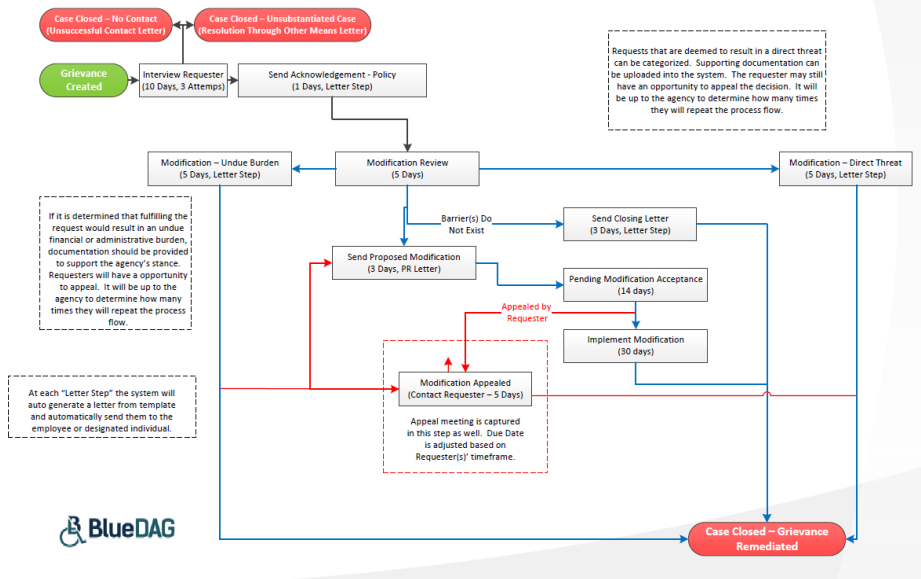 Case Closed – No Contact
(Unsuccessful Contact Letter)
Case Closed – Unsubstantiated Case
(Resolution Through Other Means Letter)
Grievance
Created
Interview Requester
(10 Days, 3 Attemps)
Send Acknowledgement - Policy
(1 Days, Letter Step)
Requests that are deemed to result in a direct threat
can be categorized. Supporting documentation can
be uploaded into the system. The requester may still
have an opportunity to appeal the decision. It will
be up to the agency to determine how many times
they will repeat the process flow.
Modification – Undue Burden
(5 Days, Letter Step)
Modification Review
(5 Days)
Modification – Direct Threat
(5 Days, Letter Step)
If it is determined that fulfilling the
request would result in an undue
financial or administrative burden,
documentation should be provided
to support the agency's stance.
Requesters will have a opportunity
to appeal. It will be up to the
agency to determine how many
times they will repeat the process
flow.
Barrier(s) Do
Not Exist
Send Closing Letter
(3 Days, Letter Step)
Send Proposed Modification
(3 Days, PR Letter)
Pending Modification Acceptance
(14 days)
Appealed by
Requester
Implement Modification
(30 days)
At each "Letter Step" the system will
auto generate a letter from template
and automatically send them to the
employee or designated individual.
Modification Appealed
(Contact Requester – 5 Days)
Appeal meeting is captured
in this step as well. Due Date
is adjusted based on
Requester(s)' timeframe.
BlueDAG
Case Closed – Grievance
Remediated